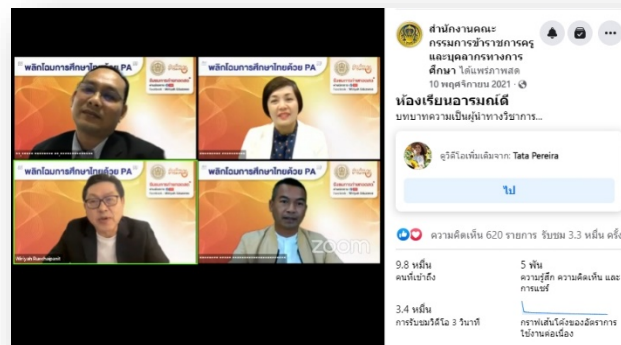 พลิกโฉมการศึกษาไทยด้วย PA
พลิกโฉมการศึกษาไทยด้วย PA
พลิกโฉมการศึกษาไทยด้วย PA
พลิกโฉมการศึกษาไทยด้วย PA
zoom
สำนักงานคณะ
กรรมการข้าราชการครู
และบุคลากรทางการ
ศึกษา ได้แพร่ภาพสด
10 พฤศจิกายน 2021
ห้องเรียนอารมณ์ดี
บทบาทความเป็นผู้นำทางวิชาการ...
ดูวิดีโอเพิ่มเติมจาก: Tata Pereira
ไป
ความคิดเห็น 620 รายการ รับชม 3.3 หมื่น ครั้ง
9.8 หมื่น
คนที่เข้าถึง
5 พัน
ความรู้สึก ความคิดเห็น และ
การแชร์
3.4 หมื่น
การรับชมวิดีโอ 3 วินาที
กราฟเส้นโค้งของอัตราการ
ใช้งานต่อเนื่อง